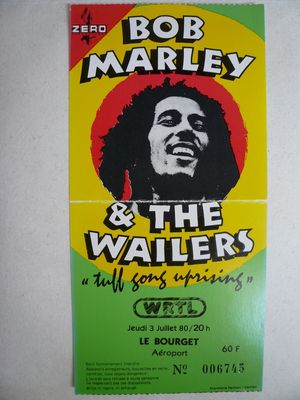 ZERO
BOB
MARLEY
& THE
WAILERS
"tuff gong uprising"
WRTL
Jeudi 3 Juillet 80/20h
LE BOURGET
Aéroport
60 F
Nº 006745